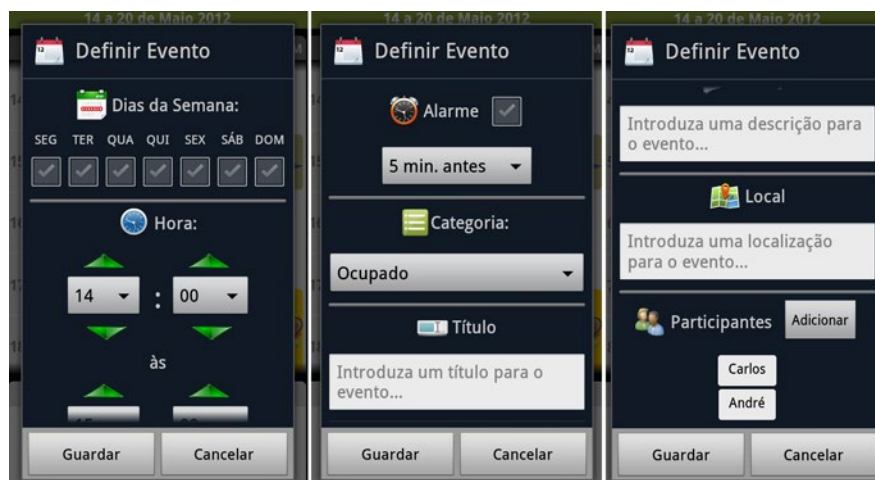 14 a 20 de Maio 2012
Definir Evento
Dias da Semana:
SEG TER QUA QUI SEX SÁB DOM
Hora:
14 : 00
às
Guardar Cancelar
14 a 20 de Maio 2012
Definir Evento
Alarme
5 min. antes
Categoria:
Ocupado
Título
Introduza um título para o
evento...
Guardar Cancelar
14 a 20 de Maio 2012
Definir Evento
Introduza uma descrição para
o evento...
Local
Introduza uma localização
para o evento...
Participantes Adicionar
Carlos
André
Guardar Cancelar